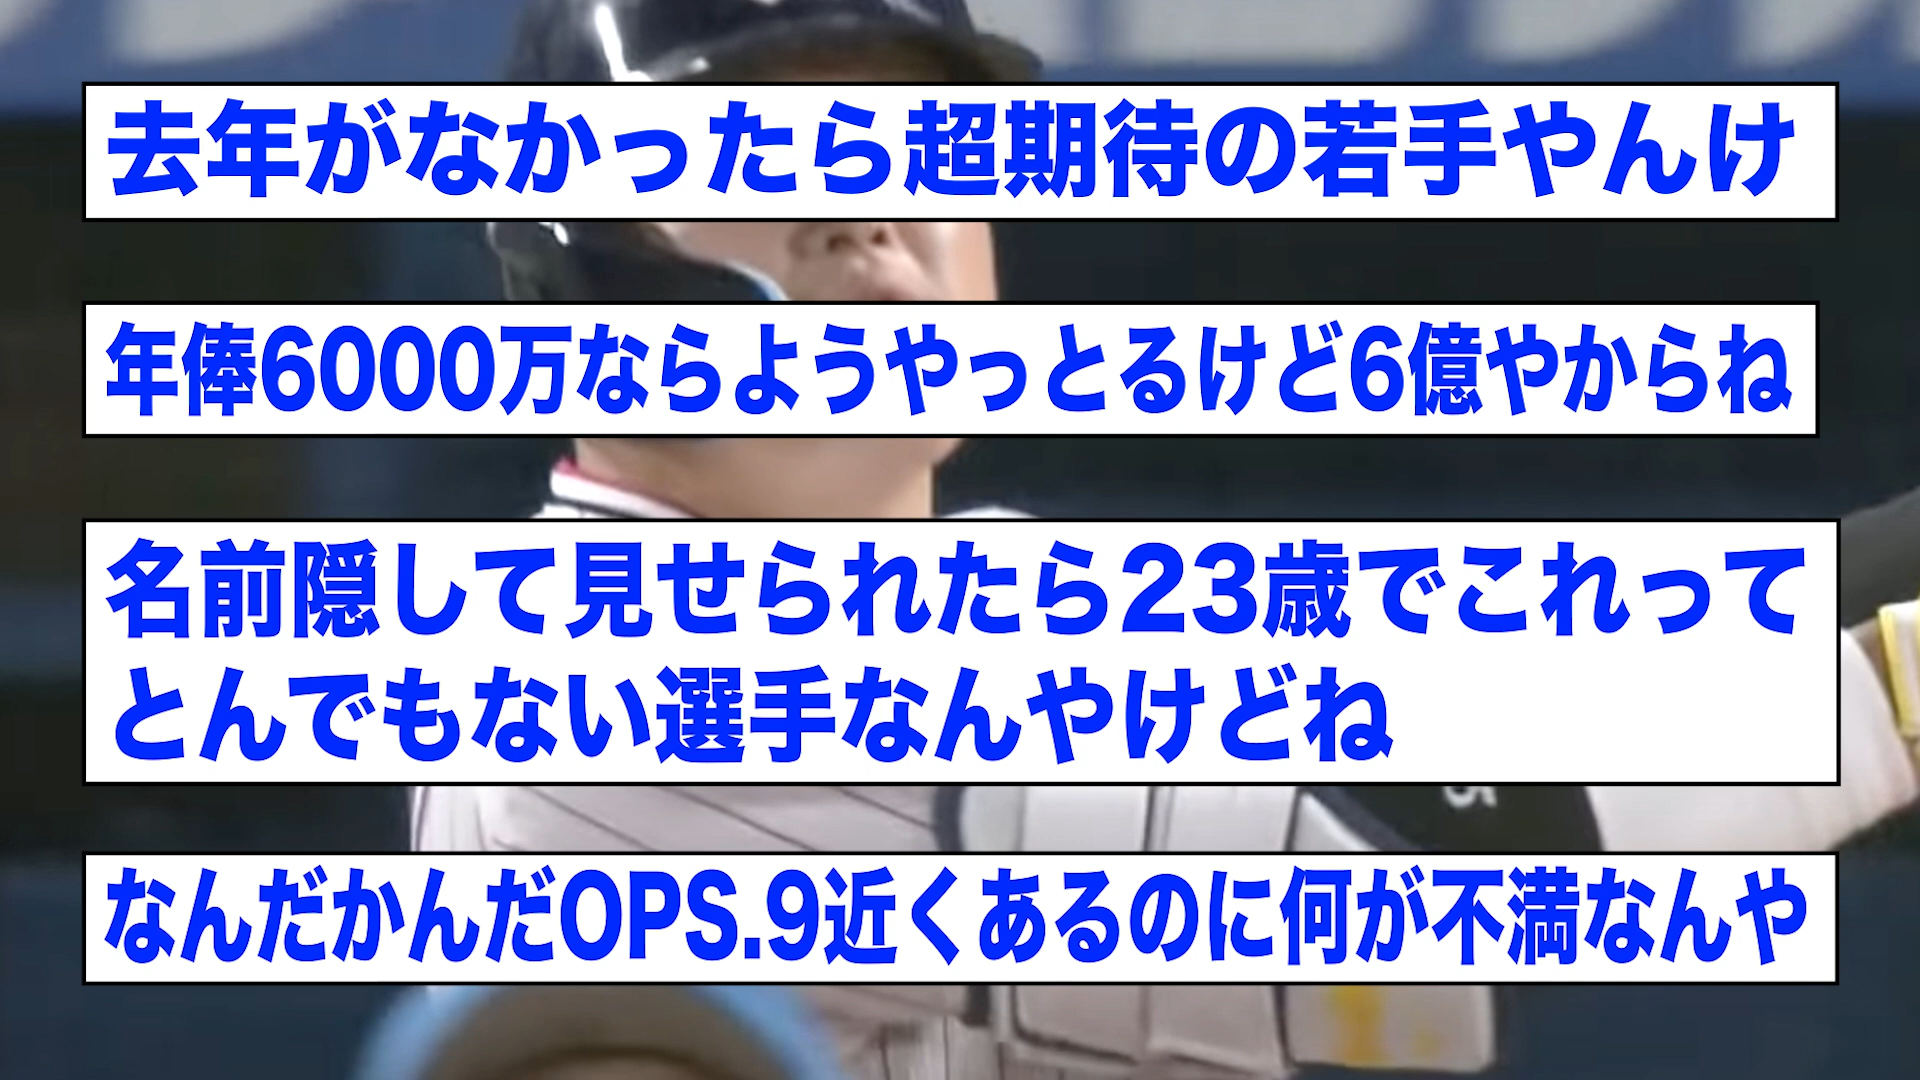 去年がなかったら超期待の若手やんけ
年俸6000万ならようやっとるけど6億やからね
名前隠して見せられたら23歳でこれって
とんでもない選手なんやけどね
なんだかんだOPS.9近くあるのに何が不満なんや